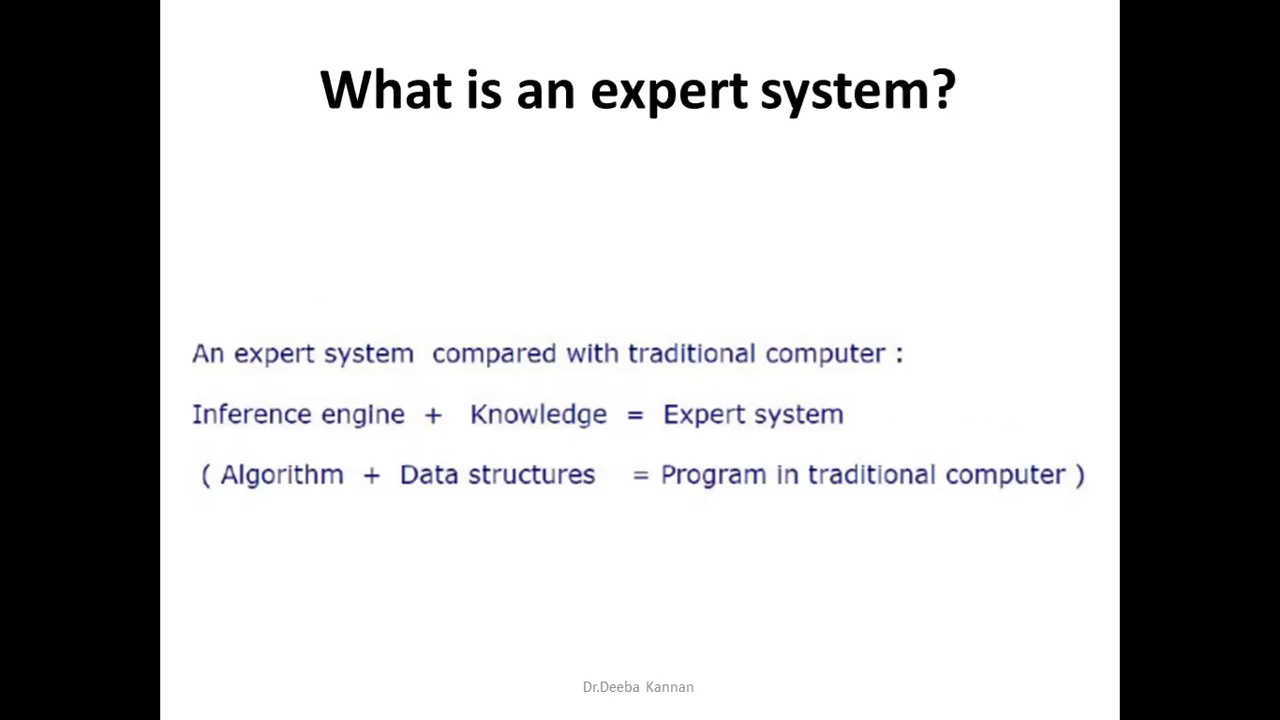 What is an expert system?
An expert system compared with traditional computer :
Inference engine + Knowledge = Expert system
( Algorithm + Data structures = Program in traditional computer )
Dr.Deeba Kannan